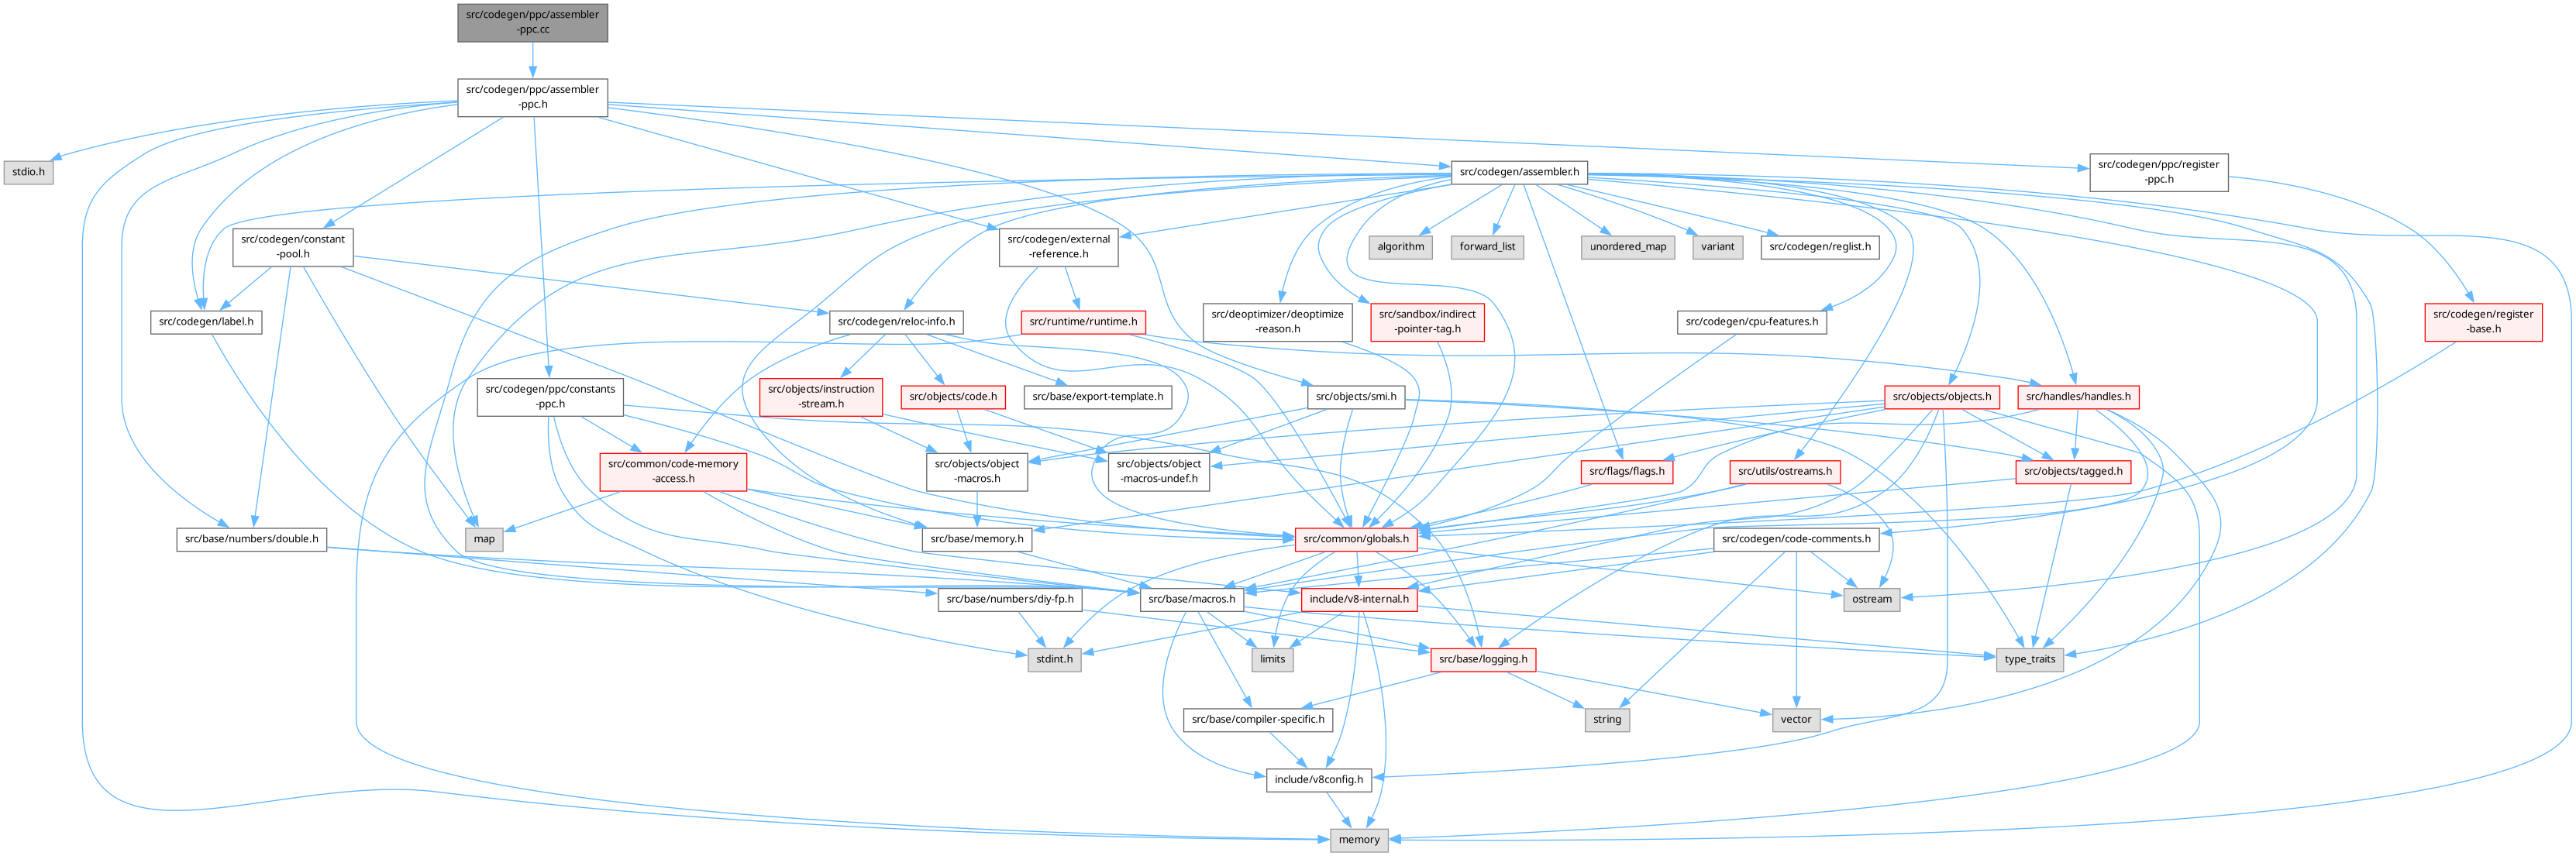 src/codegen/ppc/assembler
-ppc.cc
src/codegen/ppc/assembler
-ppc.h
stdio.h
src/codegen/assembler.h
src/codegen/ppc/register
-ppc.h
src/codegen/constant
-pool.h
src/codegen/external
-reference.h
algorithm
forward_list
unordered_map
variant
src/codegen/reglist.h
src/codegen/label.h
src/codegen/reloc-info.h
src/runtime/runtime.h
src/deoptimizer/deoptimize
-reason.h
src/sandbox/indirect
-pointer-tag.h
src/codegen/cpu-features.h
src/codegen/register
-base.h
src/codegen/ppc/constants
-ppc.h
src/objects/instruction
-stream.h
src/objects/code.h
src/base/export-template.h
src/objects/smi.h
src/objects/objects.h
src/handles/handles.h
src/common/code-memory
-access.h
src/objects/object
-macros.h
src/objects/object
-macros-undef.h
src/flags/flags.h
src/utils/ostreams.h
src/objects/tagged.h
src/base/numbers/double.h
map
src/base/memory.h
src/common/globals.h
src/codegen/code-comments.h
src/base/numbers/diy-fp.h
src/base/macros.h
include/v8-internal.h
ostream
stdint.h
limits
src/base/logging.h
type_traits
src/base/compiler-specific.h
string
vector
include/v8config.h
memory